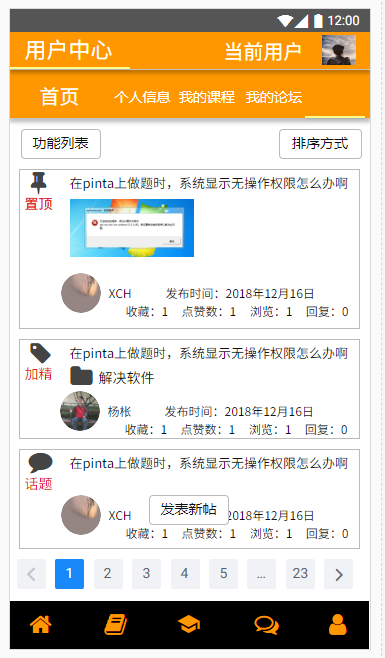 12:00
用户中心 当前用户
首页 个人信息 我的课程 我的论坛
功能列表 排序方式
在pinta上做题时，系统显示无操作权限怎么办啊
置顶
XCH 发布时间：2018年12月16日
收藏：1 点赞数：1 浏览：1 回复：0
在pinta上做题时，系统显示无操作权限怎么办啊
加精 解决软件
杨枨 发布时间：2018年12月16日
收藏：1 点赞数：1 浏览：1 回复：0
在pinta上做题时，系统显示无操作权限怎么办啊
话题
XCH 发表新帖 2018年12月16日
收藏：1 点赞数：1 浏览：1 回复：0
1 2 3 4 5 ... 23